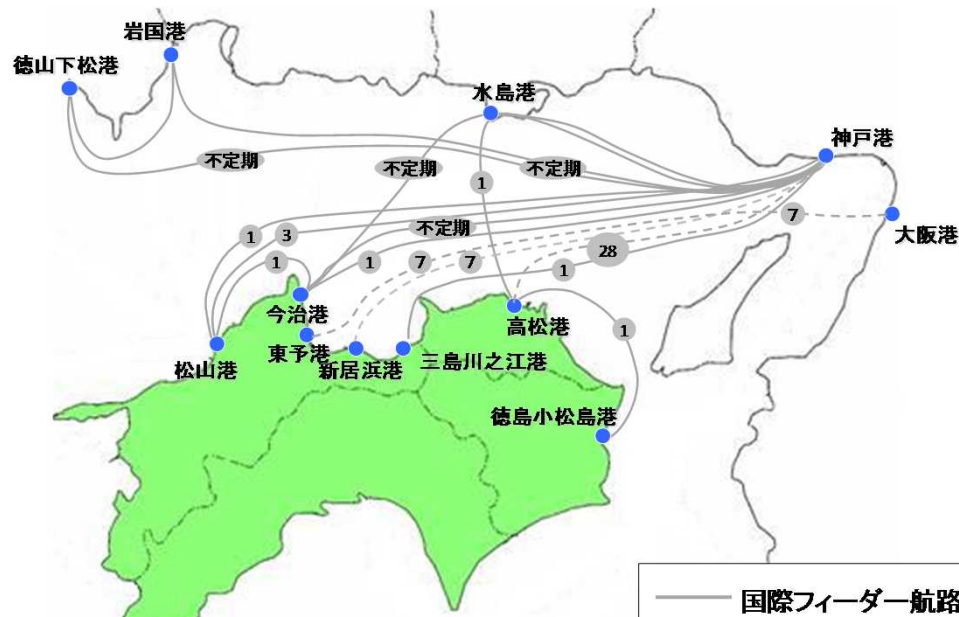 岩国港
徳山下松港
水島港
神戸港
不定期
不定期
不定期
1
7
大阪港
1
3
不定期
1
1
7
7
1
28
今治港
高松港
1
東予港
松山港
新居浜港
三島川之江港
徳島小松島港
国際フィーダー航路